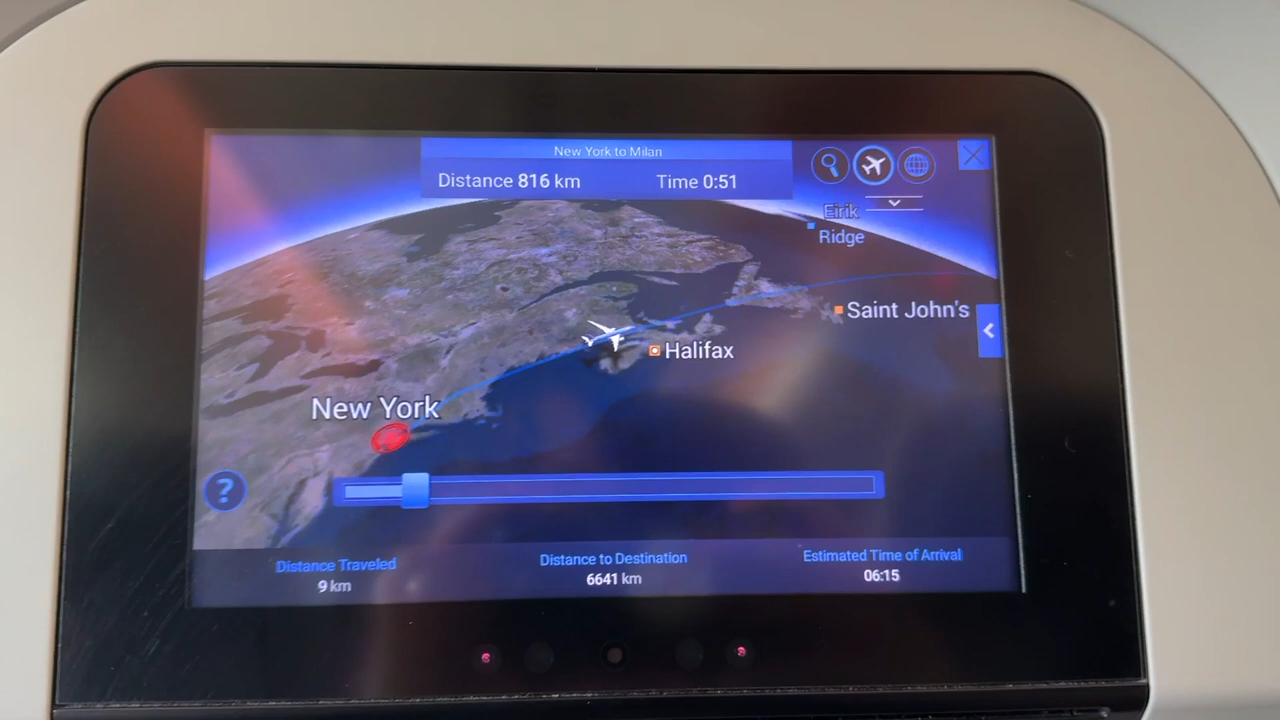 New York to Milan
Distance 816 km
Time 0:51
Eirik
Ridge
Saint John's
Halifax
New York
?
Distance Traveled
9 km
Distance to Destination
6641 km
Estimated Time of Arrival
06:15